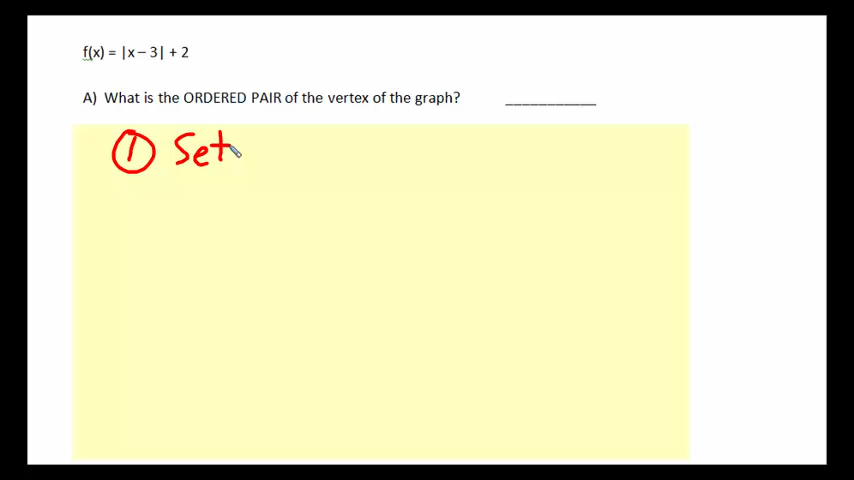 f(x) = |x – 3| + 2
A) What is the ORDERED PAIR of the vertex of the graph? ___________
① Set